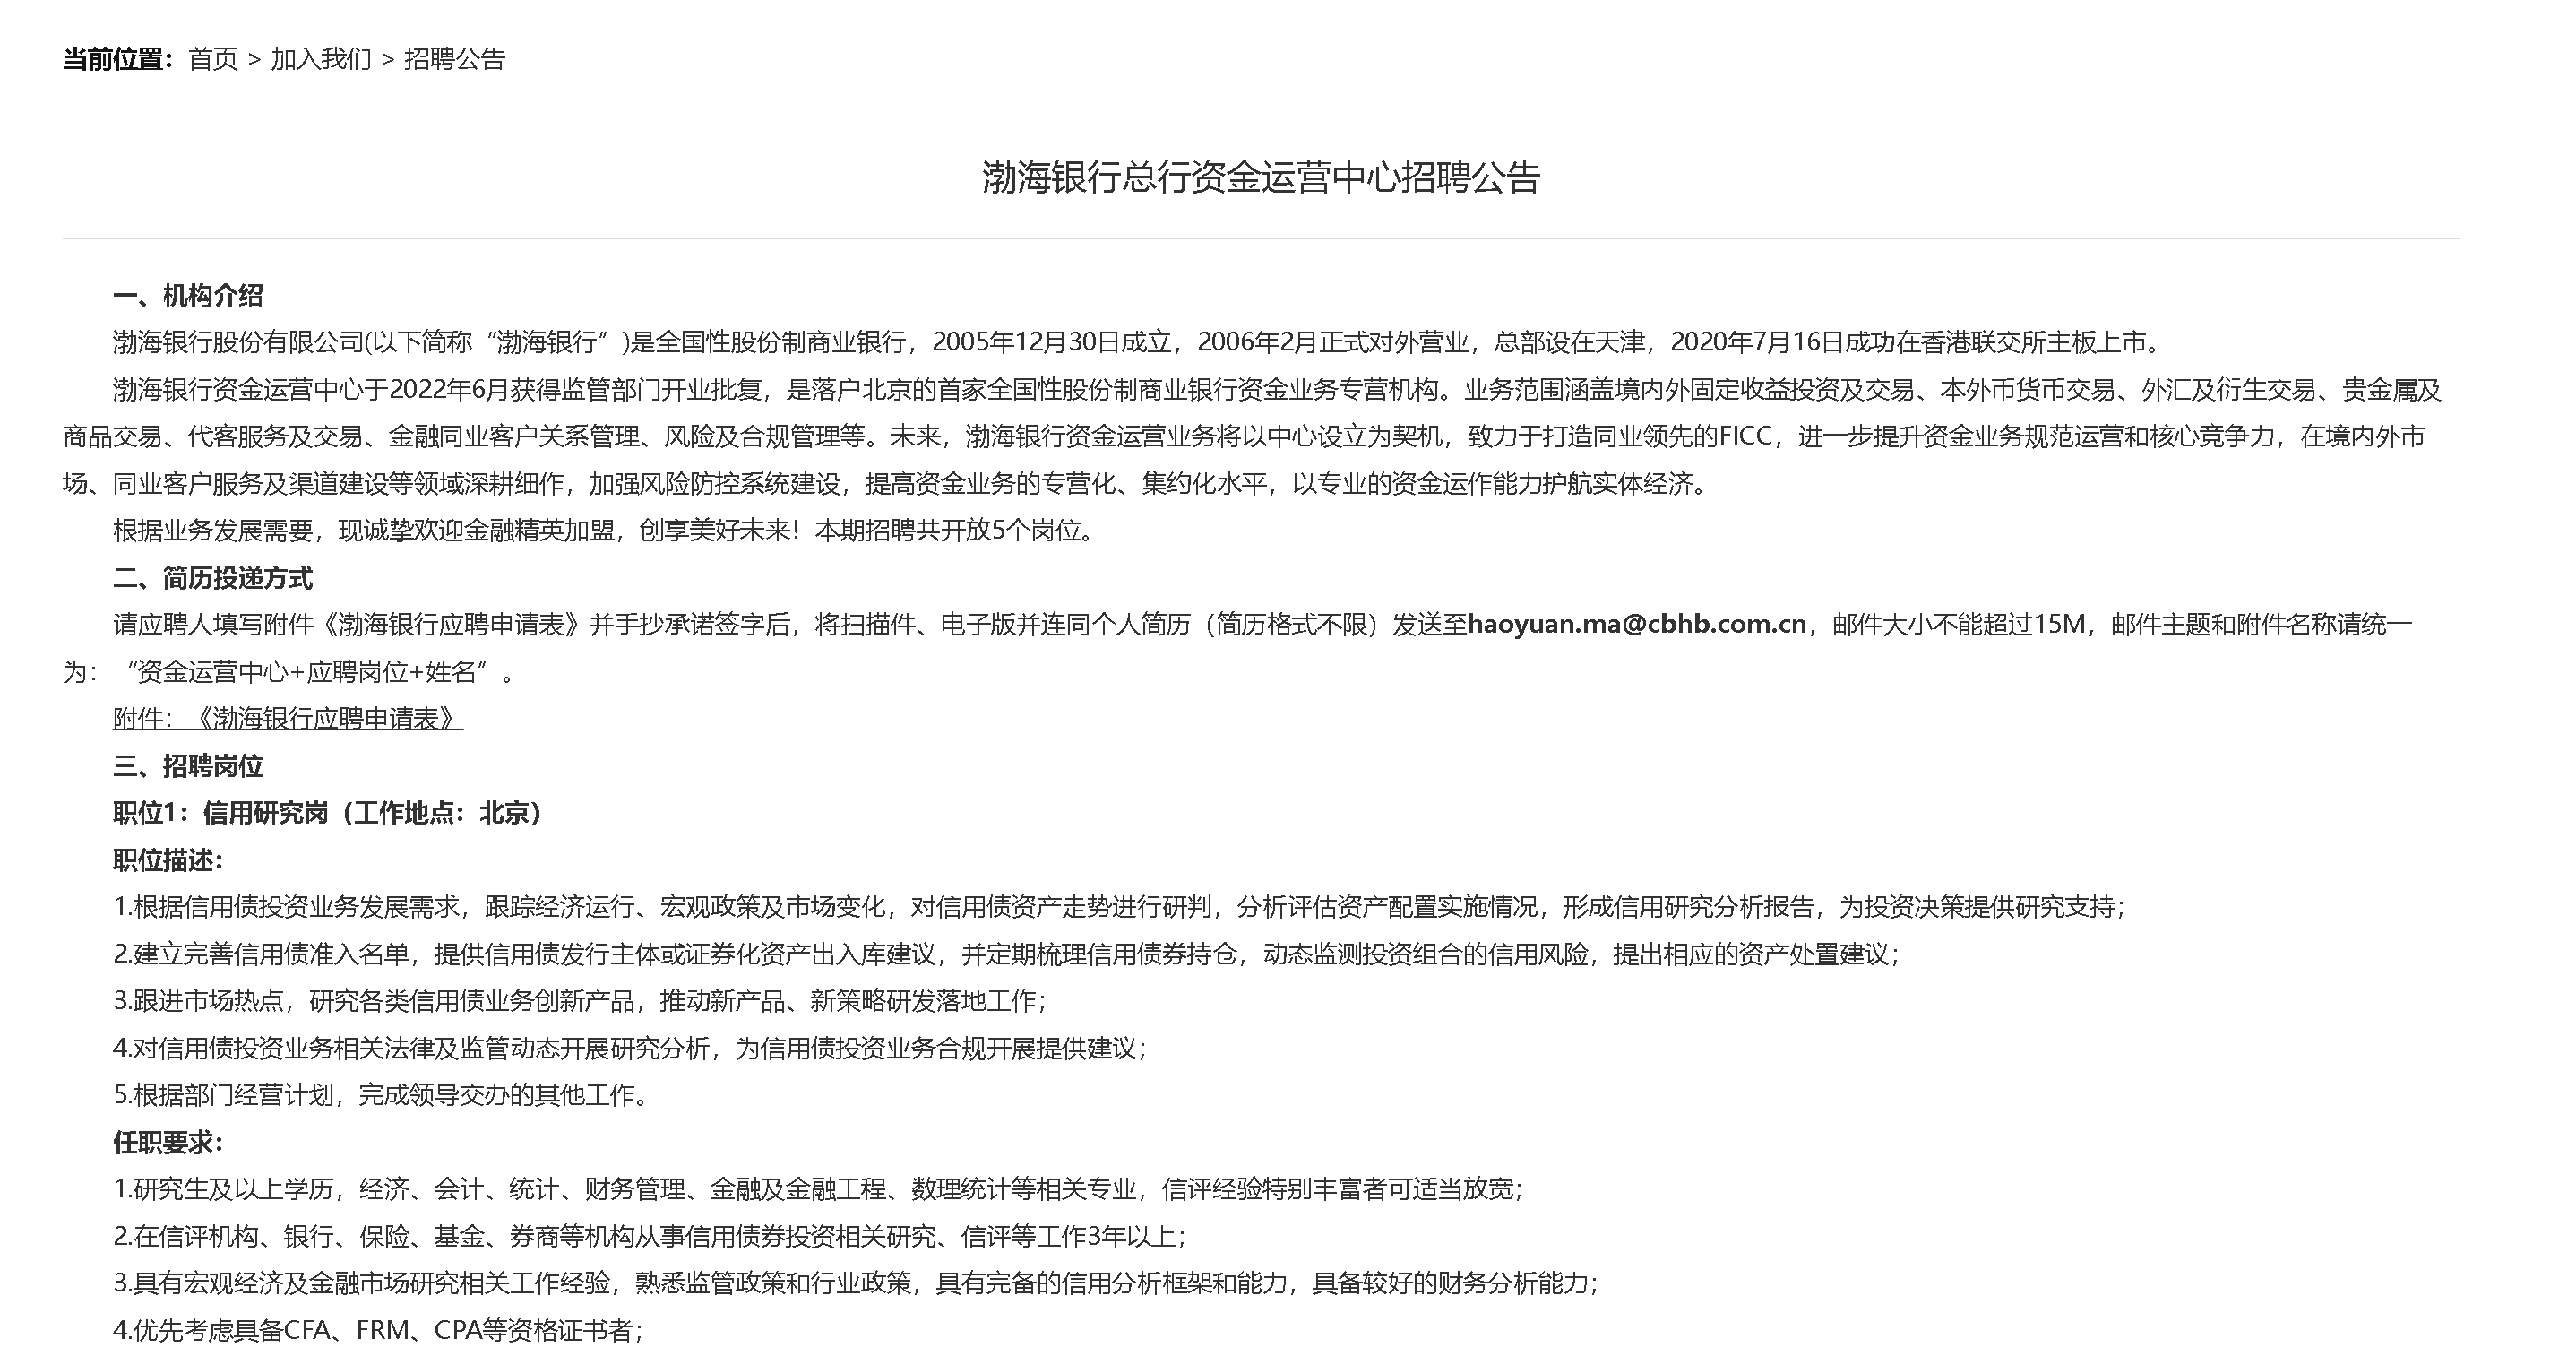 当前位置：首页 > 加入我们 > 招聘公告
渤海银行总行资金运营中心招聘公告
一、机构介绍
渤海银行股份有限公司(以下简称“渤海银行”)是全国性股份制商业银行，2005年12月30日成立，2006年2月正式对外营业，总部设在天津，2020年7月16日成功在香港联交所主板上市。
渤海银行资金运营中心于2022年6月获得监管部门开业批复，是落户北京的首家全国性股份制商业银行资金业务专营机构。业务范围涵盖境内外固定收益投资及交易、本外币货币交易、外汇及衍生交易、贵金属及
商品交易、代客服务及交易、金融同业客户关系管理、风险及合规管理等。未来，渤海银行资金运营业务将以中心设立为契机，致力于打造同业领先的FICC，进一步提升资金业务规范运营和核心竞争力，在境内外市
场、同业客户服务及渠道建设等领域深耕细作，加强风险防控系统建设，提高资金业务的专营化、集约化水平，以专业的资金运作能力护航实体经济。
根据业务发展需要，现诚挚欢迎金融精英加盟，创享美好未来！本期招聘共开放5个岗位。
二、简历投递方式
请应聘人填写附件《渤海银行应聘申请表》并手抄承诺签字后，将扫描件、电子版并连同个人简历（简历格式不限）发送至haoyuan.ma@cbhb.com.cn，邮件大小不能超过15M，邮件主题和附件名称请统一
为：“资金运营中心+应聘岗位+姓名”。
附件：《渤海银行应聘申请表》
三、招聘岗位
职位1：信用研究岗（工作地点：北京）
职位描述：
1.根据信用债投资业务发展需求，跟踪经济运行、宏观政策及市场变化，对信用债资产走势进行研判，分析评估资产配置实施情况，形成信用研究分析报告，为投资决策提供研究支持；
2.建立完善信用债准入名单，提供信用债发行主体或证券化资产出入库建议，并定期梳理信用债券持仓，动态监测投资组合的信用风险，提出相应的资产处置建议；
3.跟进市场热点，研究各类信用债业务创新产品，推动新产品、新策略研发落地工作；
4.对信用债投资业务相关法律及监管动态开展研究分析，为信用债投资业务合规开展提供建议；
5.根据部门经营计划，完成领导交办的其他工作。
任职要求：
1.研究生及以上学历，经济、会计、统计、财务管理、金融及金融工程、数理统计等相关专业，信评经验特别丰富者可适当放宽；
2.在信评机构、银行、保险、基金、券商等机构从事信用债券投资相关研究、信评等工作3年以上；
3.具有宏观经济及金融市场研究相关工作经验，熟悉监管政策和行业政策，具有完备的信用分析框架和能力，具备较好的财务分析能力；
4.优先考虑具备CFA、FRM、CPA等资格证书者；